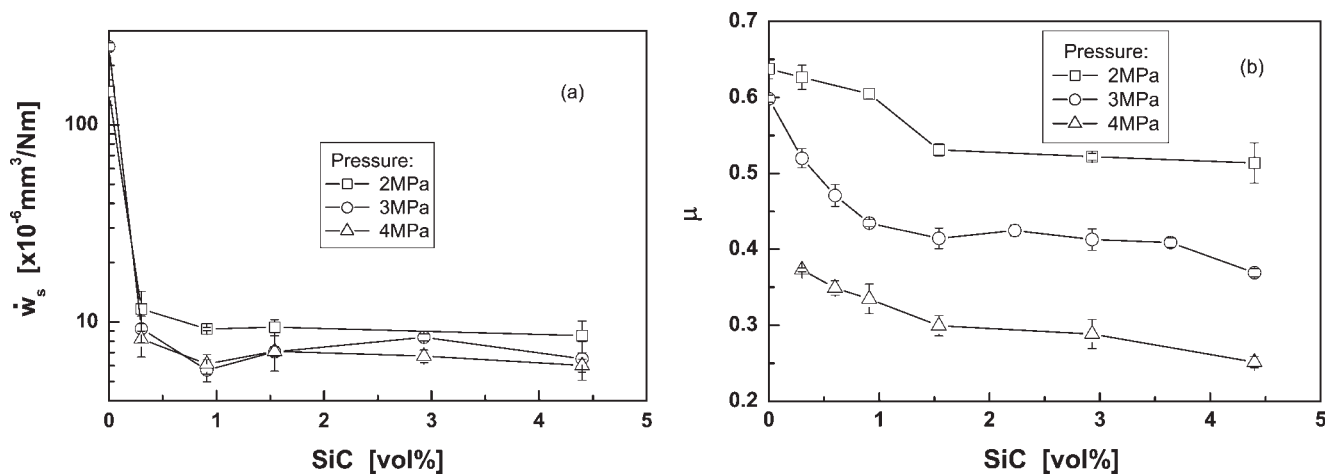 (a)
100
10
0
1
2
3
4
5
Pressure:
2MPa
3MPa
4MPa
ẇs [x10⁻⁶mm³/Nm]
SiC [vol%]
(b)
0.7
0.6
0.5
0.4
0.3
0.2
0
1
2
3
4
5
Pressure:
2MPa
3MPa
4MPa
μ
SiC [vol%]